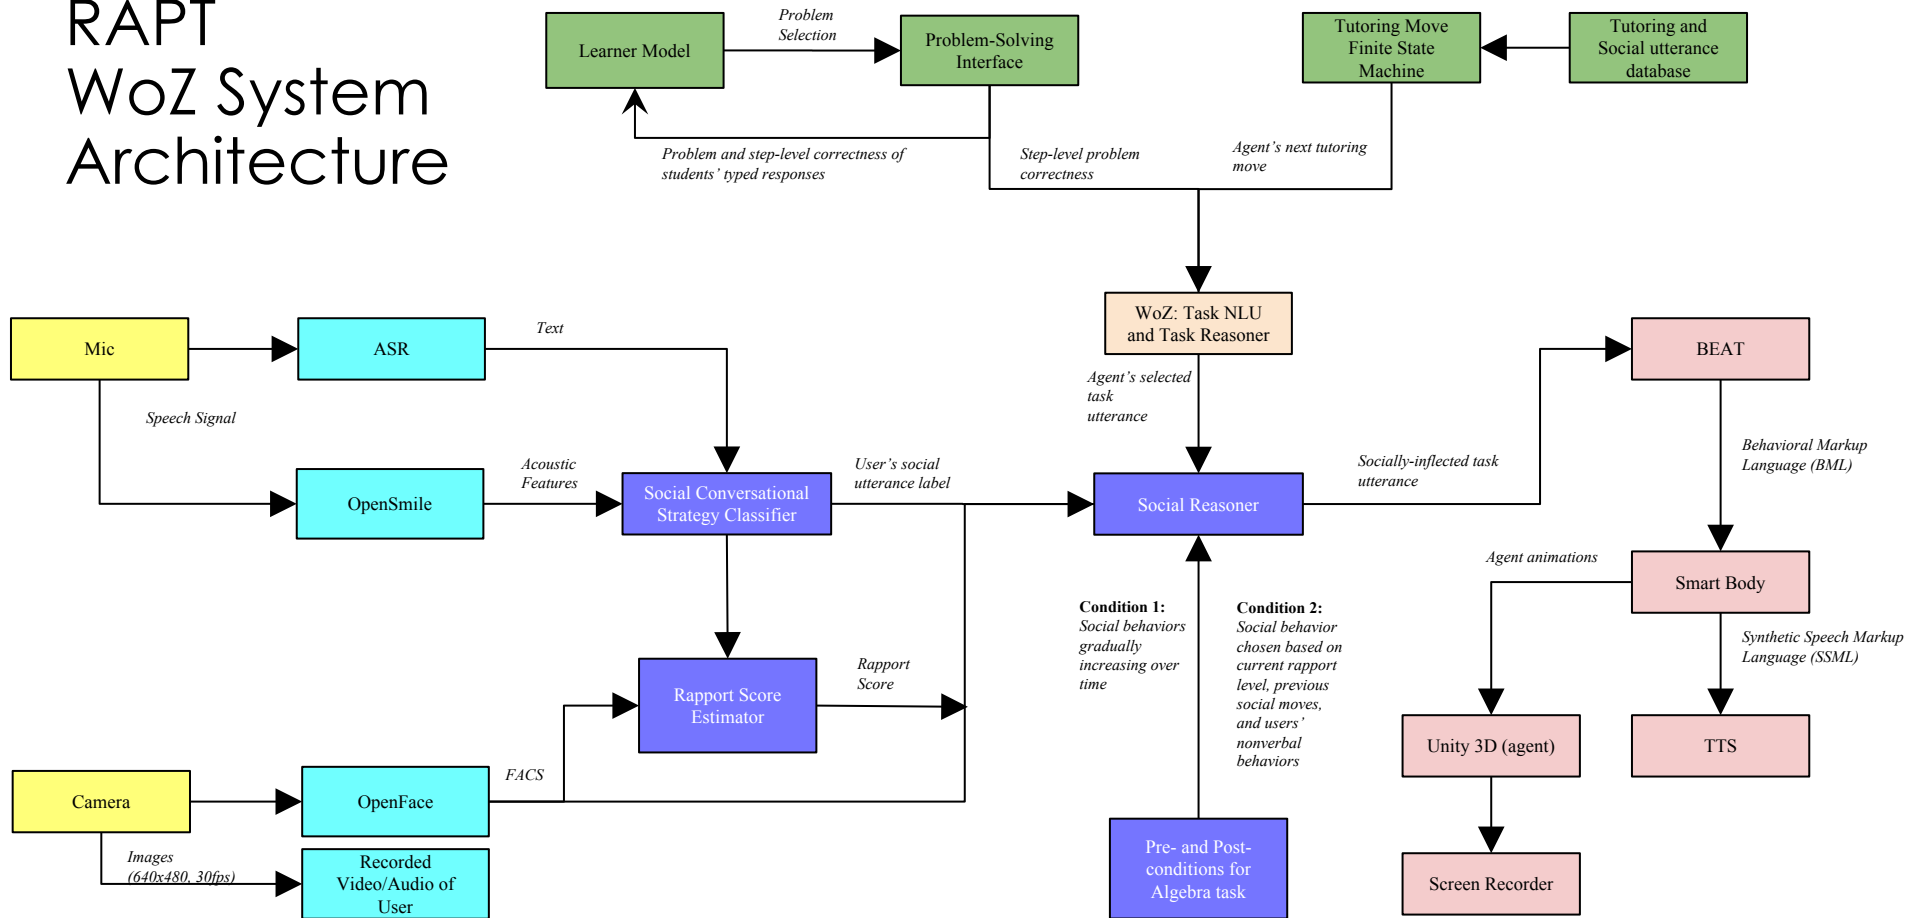 RAPT
WoZ System
Architecture
Learner Model
Problem
Selection
Problem-Solving
Interface
Tutoring Move
Finite State
Machine
Tutoring and
Social utterance
database
Problem and step-level correctness of
students’ typed responses
Step-level problem
correctness
Agent’s next tutoring
move
WoZ: Task NLU
and Task Reasoner
Mic
ASR
Text
BEAT
Agent’s selected
task
utterance
Speech Signal
Behavioral Markup
Language (BML)
OpenSmile
Acoustic
Features
Social Conversational
Strategy Classifier
User’s social
utterance label
Social Reasoner
Socially-inflected task
utterance
Agent animations
Smart Body
Condition 1:
Social behaviors
gradually
increasing over
time
Condition 2:
Social behavior
chosen based on
current rapport
level, previous
social moves,
and users’
nonverbal
behaviors
Synthetic Speech Markup
Language (SSML)
Rapport Score
Estimator
Rapport
Score
Unity 3D (agent)
TTS
Camera
OpenFace
FACS
Images
(640x480, 30fps)
Recorded
Video/Audio of
User
Pre- and Post-
conditions for
Algebra task
Screen Recorder